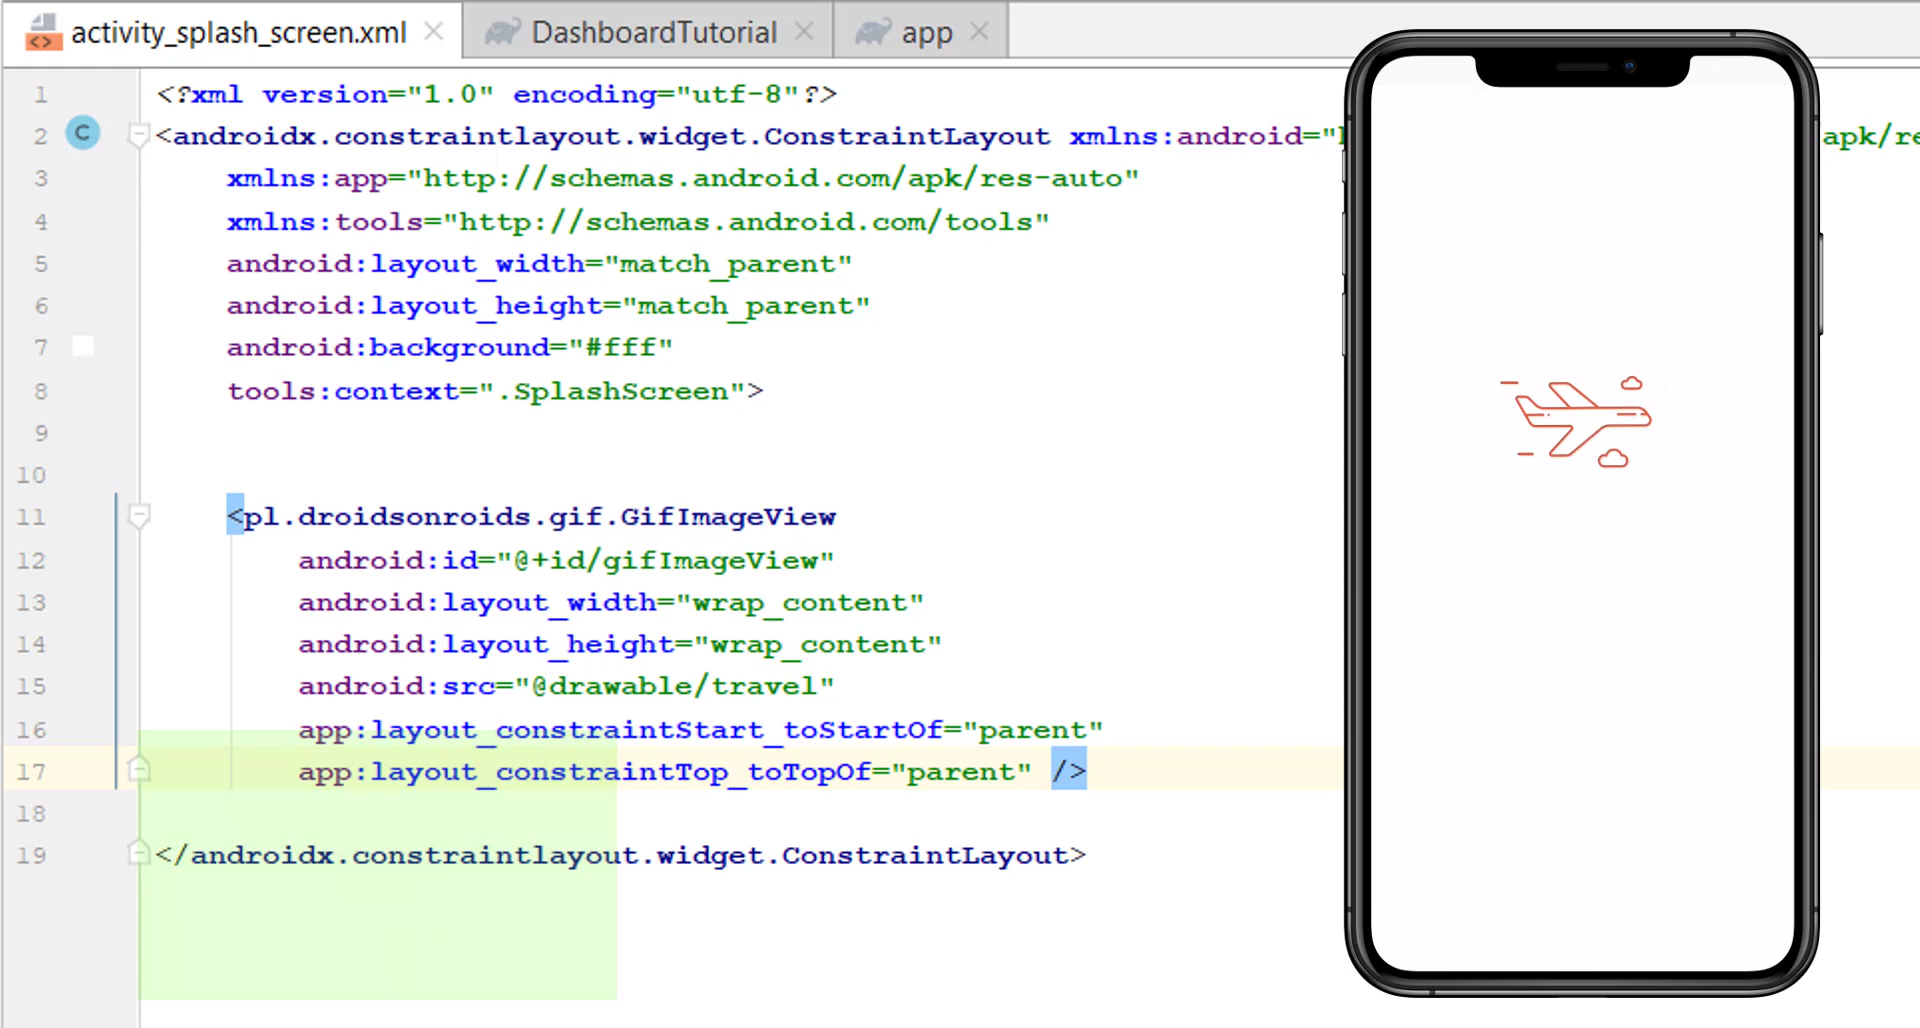 activity_splash_screen.xml DashboardTutorial app
1 <?xml version="1.0" encoding="utf-8"?>
2 C <androidx.constraintlayout.widget.ConstraintLayout xmlns:android=" apk/re
3 xmlns:app="http://schemas.android.com/apk/res-auto"
4 xmlns:tools="http://schemas.android.com/tools"
5 android:layout_width="match_parent"
6 android:layout_height="match_parent"
7 android:background="#fff"
8 tools:context=".SplashScreen">
9
10
11 <pl.droidsonroids.gif.GifImageView
12 android:id="@+id/gifImageView"
13 android:layout_width="wrap_content"
14 android:layout_height="wrap_content"
15 android:src="@drawable/travel"
16 app:layout_constraintStart_toStartOf="parent"
17 app:layout_constraintTop_toTopOf="parent" />
18
19 </androidx.constraintlayout.widget.ConstraintLayout>